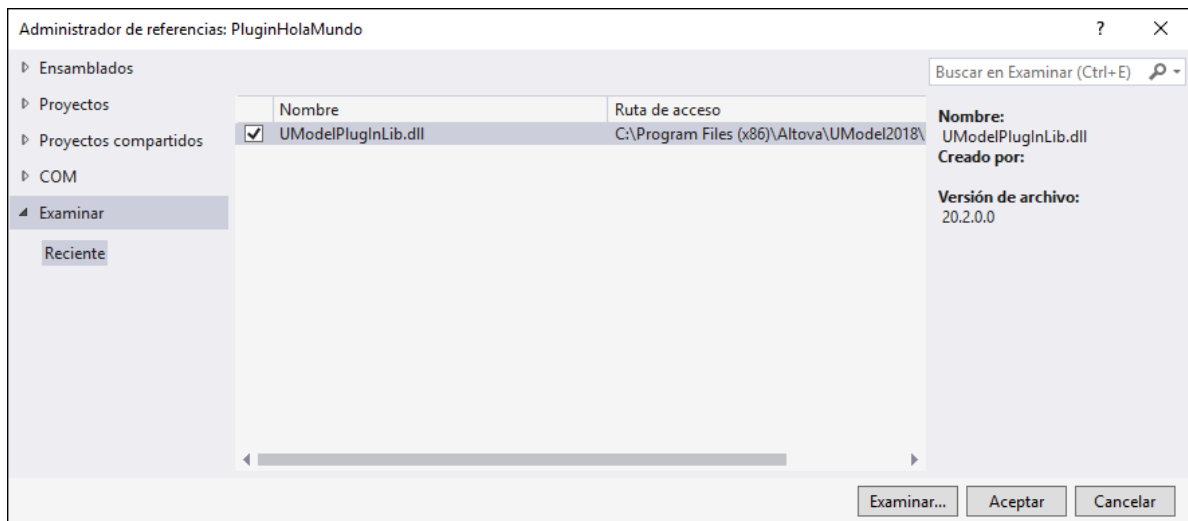 Administrador de referencias: PluginHolaMundo
?
Ensamblados
Proyectos
Proyectos compartidos
COM
Examinar
Reciente
Nombre Ruta de acceso
UModelPlugInLib.dll C:\Program Files (x86)\Altova\UModel2018\
Buscar en Examinar (Ctrl+E)
Nombre:
UModelPlugInLib.dll
Creado por:
Versión de archivo:
20.2.0.0
Examinar... Aceptar Cancelar